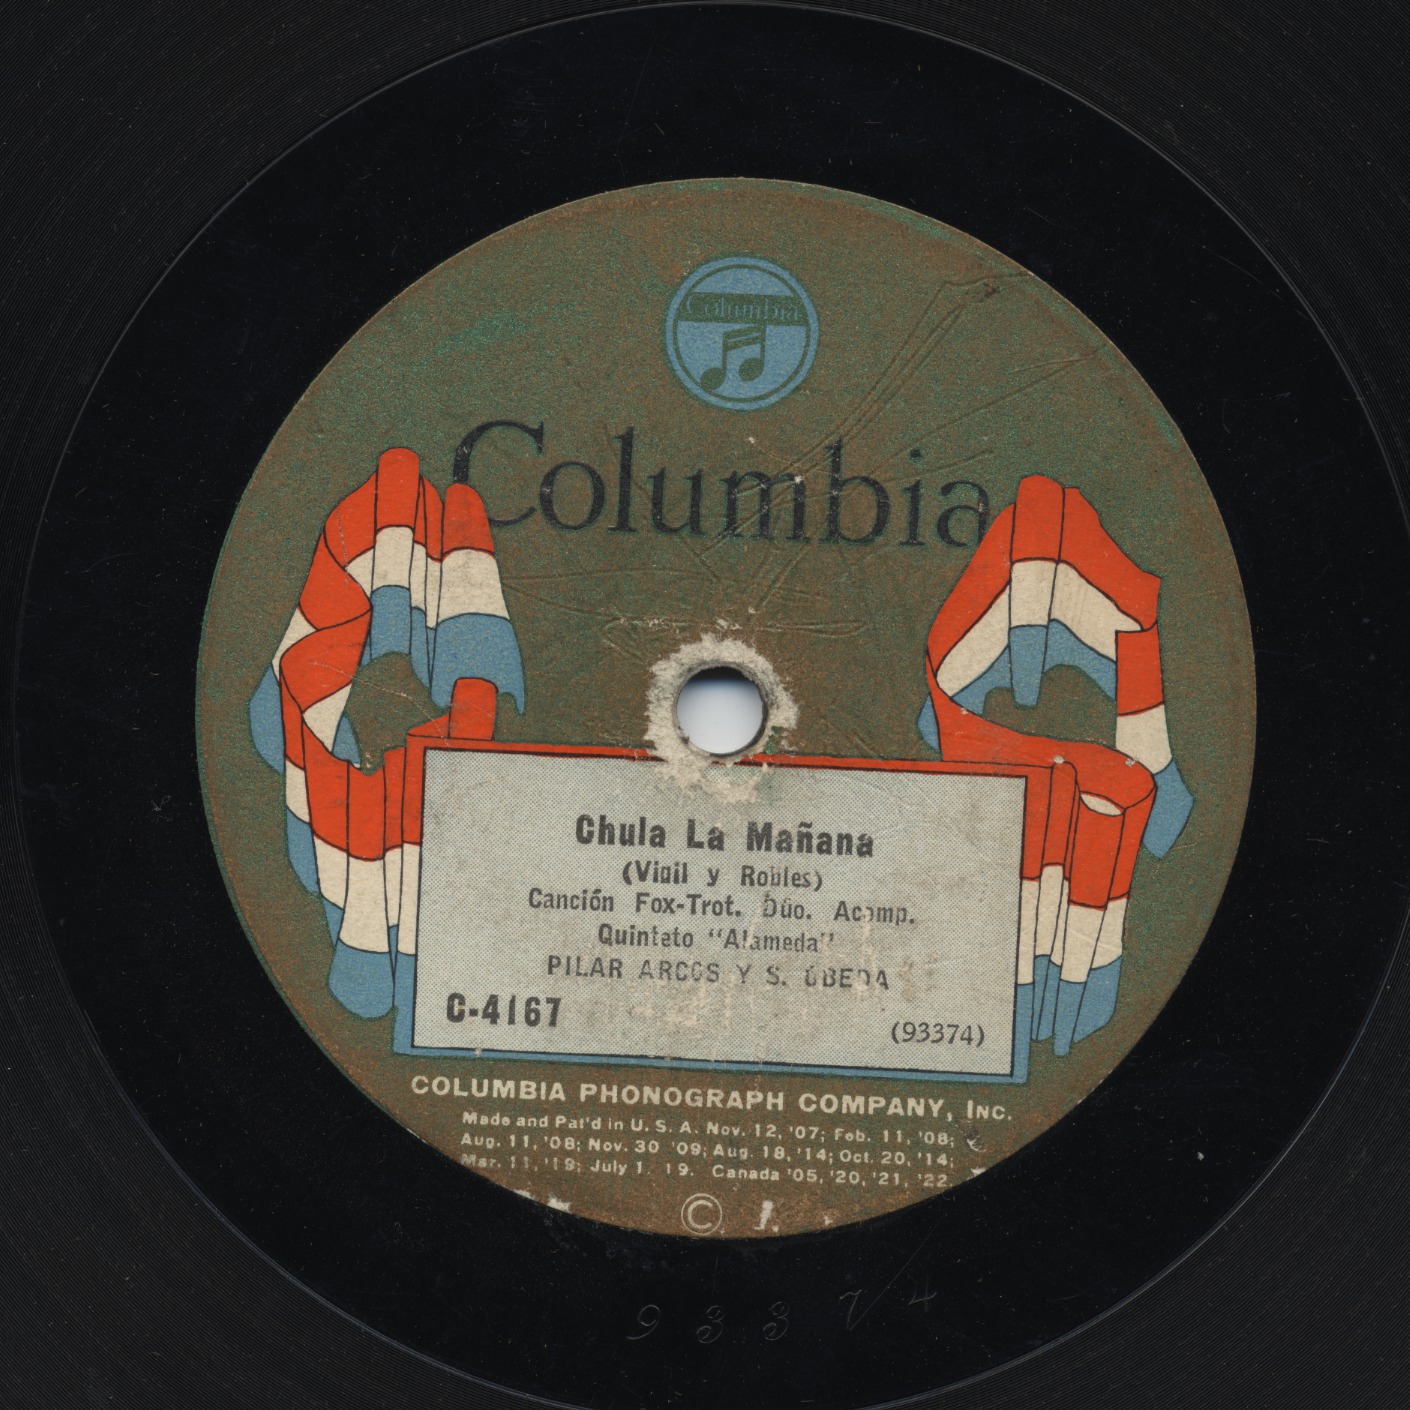 Columbia
Columbia
Chula La Mañana
(Vigil y Robles)
Canción Fox-Trot. Dúo. Acomp.
Quinteto "Alameda"
PILAR ARCOS Y S. ÚBEDA
C-4167
(93374)
COLUMBIA PHONOGRAPH COMPANY, INC.
Made and Pat'd in U. S. A. Nov. 12, '07; Feb. 11, '08;
Aug. 11, '08; Nov. 30 '09; Aug. 18, '14; Oct. 20, '14;
Mar. 11, '19; July 1, 19. Canada '05, '20, '21, '22.
©
93374